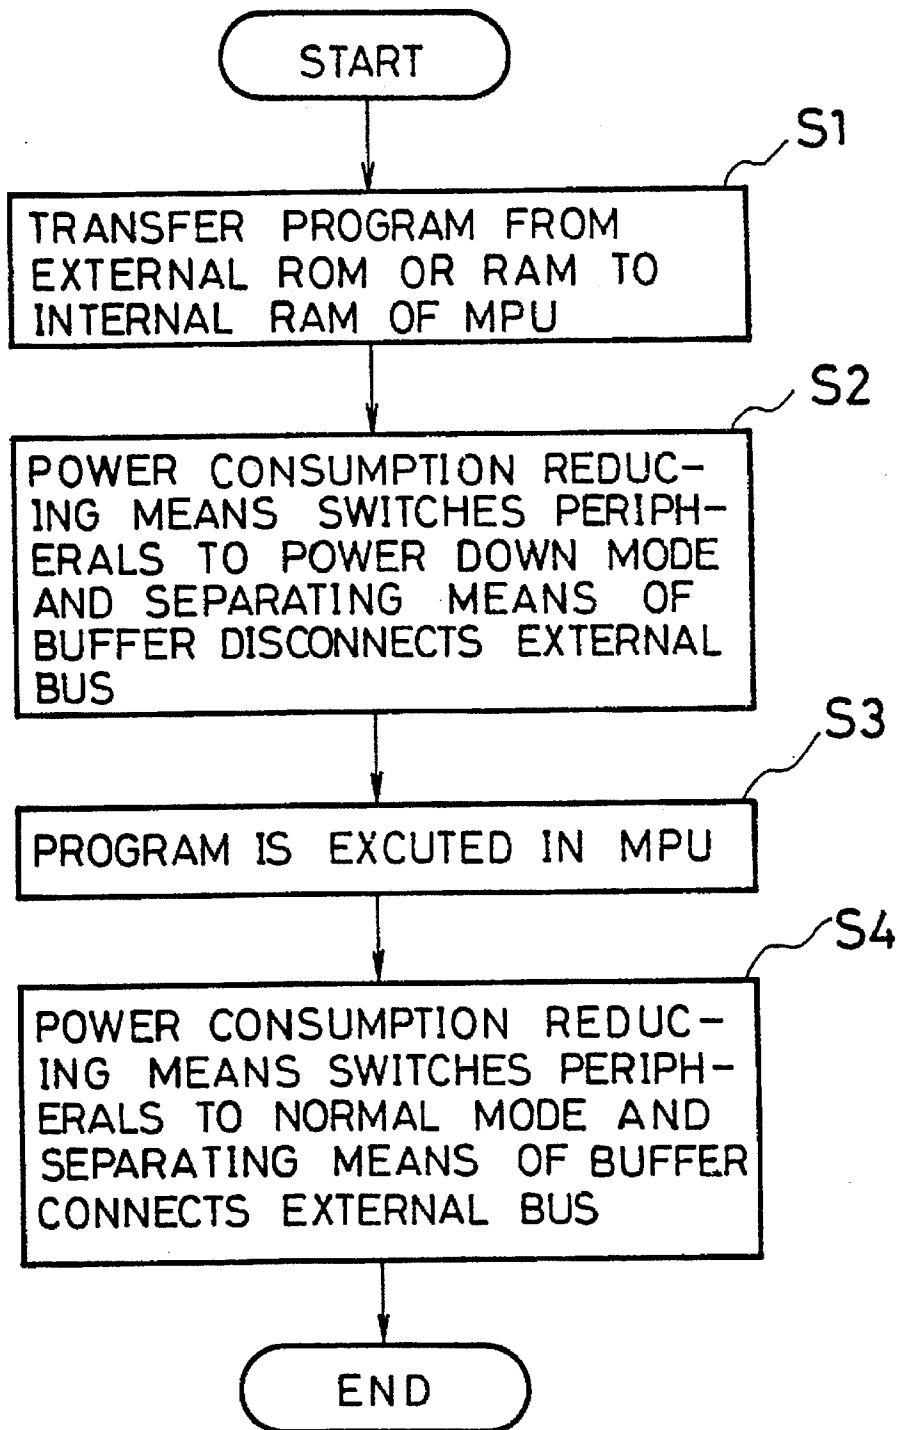 START
S1
TRANSFER PROGRAM FROM
EXTERNAL ROM OR RAM TO
INTERNAL RAM OF MPU
S2
POWER CONSUMPTION REDUC-
ING MEANS SWITCHES PERIPH-
ERALS TO POWER DOWN MODE
AND SEPARATING MEANS OF
BUFFER DISCONNECTS EXTERNAL
BUS
S3
PROGRAM IS EXCUTED IN MPU
S4
POWER CONSUMPTION REDUC-
ING MEANS SWITCHES PERIPH-
ERALS TO NORMAL MODE AND
SEPARATING MEANS OF BUFFER
CONNECTS EXTERNAL BUS
END